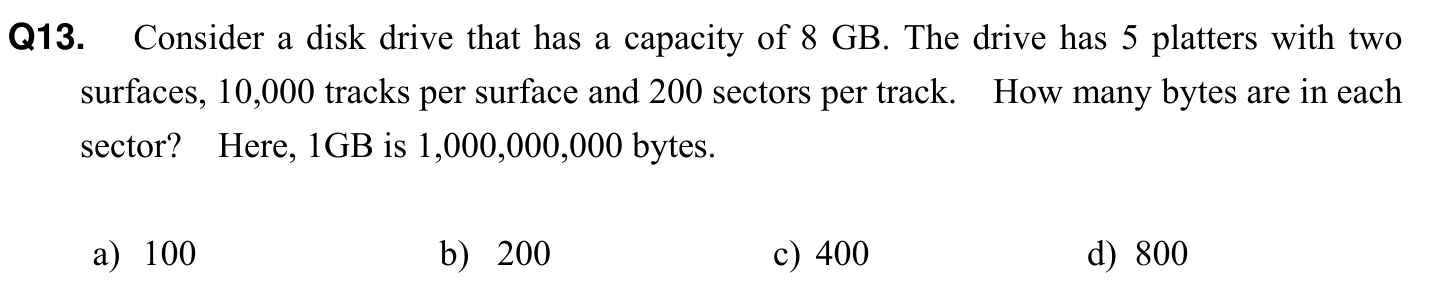 Q13. Consider a disk drive that has a capacity of 8 GB. The drive has 5 platters with two
surfaces, 10,000 tracks per surface and 200 sectors per track. How many bytes are in each
sector? Here, 1GB is 1,000,000,000 bytes.
a) 100 b) 200 c) 400 d) 800